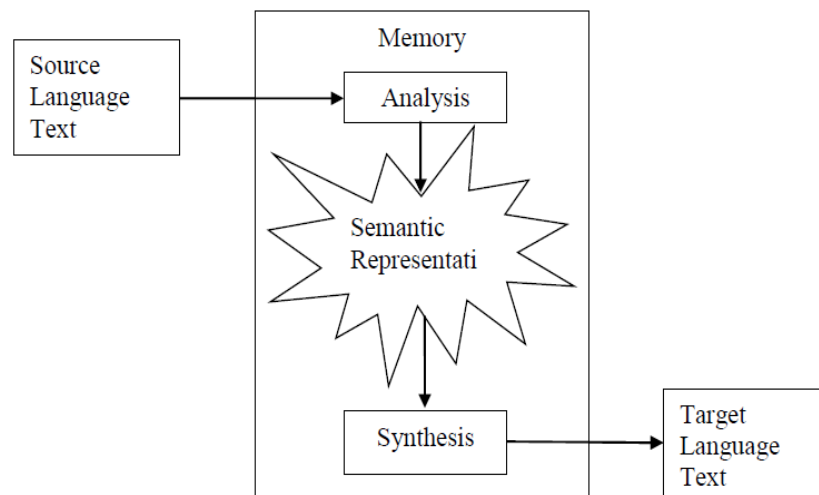 Memory
Source
Language
Text
Analysis
Semantic
Representati
Synthesis
Target
Language
Text